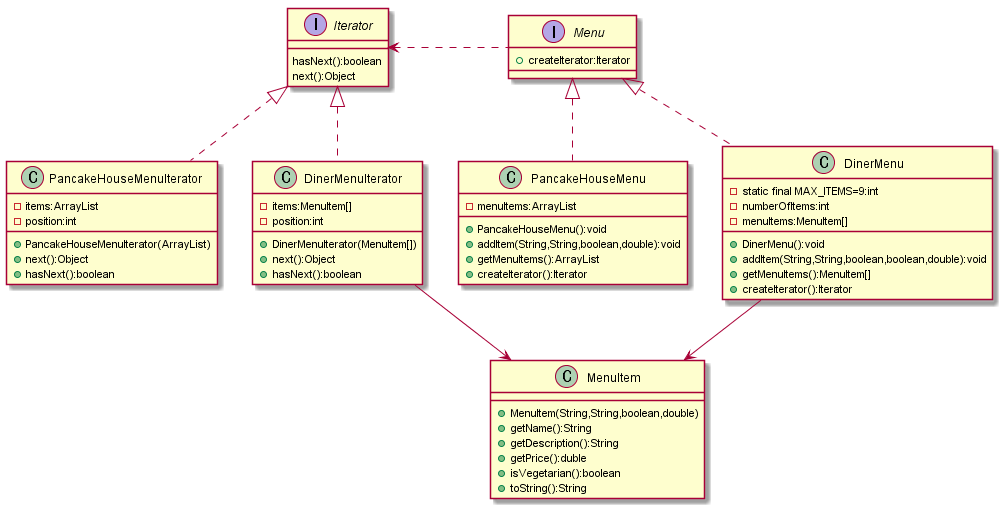 I Iterator
hasNext():boolean
next():Object
I Menu
createIterator:Iterator
C PancakeHouseMenuIterator
items:ArrayList
position:int
PancakeHouseMenuIterator(ArrayList)
next():Object
hasNext():boolean
C DinerMenuIterator
items:MenuItem[]
position:int
DinerMenuIterator(MenuItem[])
next():Object
hasNext():boolean
C PancakeHouseMenu
menuItems:ArrayList
PancakeHouseMenu():void
addItem(String,String,boolean,double):void
getMenuItems():ArrayList
createIterator():Iterator
C DinerMenu
static final MAX_ITEMS=9:int
numberOfItems:int
menuItems:MenuItem[]
DinerMenu():void
addItem(String,String,boolean,boolean,double):void
getMenuItems():MenuItem[]
createIterator():Iterator
C MenuItem
MenuItem(String,String,boolean,double)
getName():String
getDescription():String
getPrice():duble
isVegetarian():boolean
toString():String